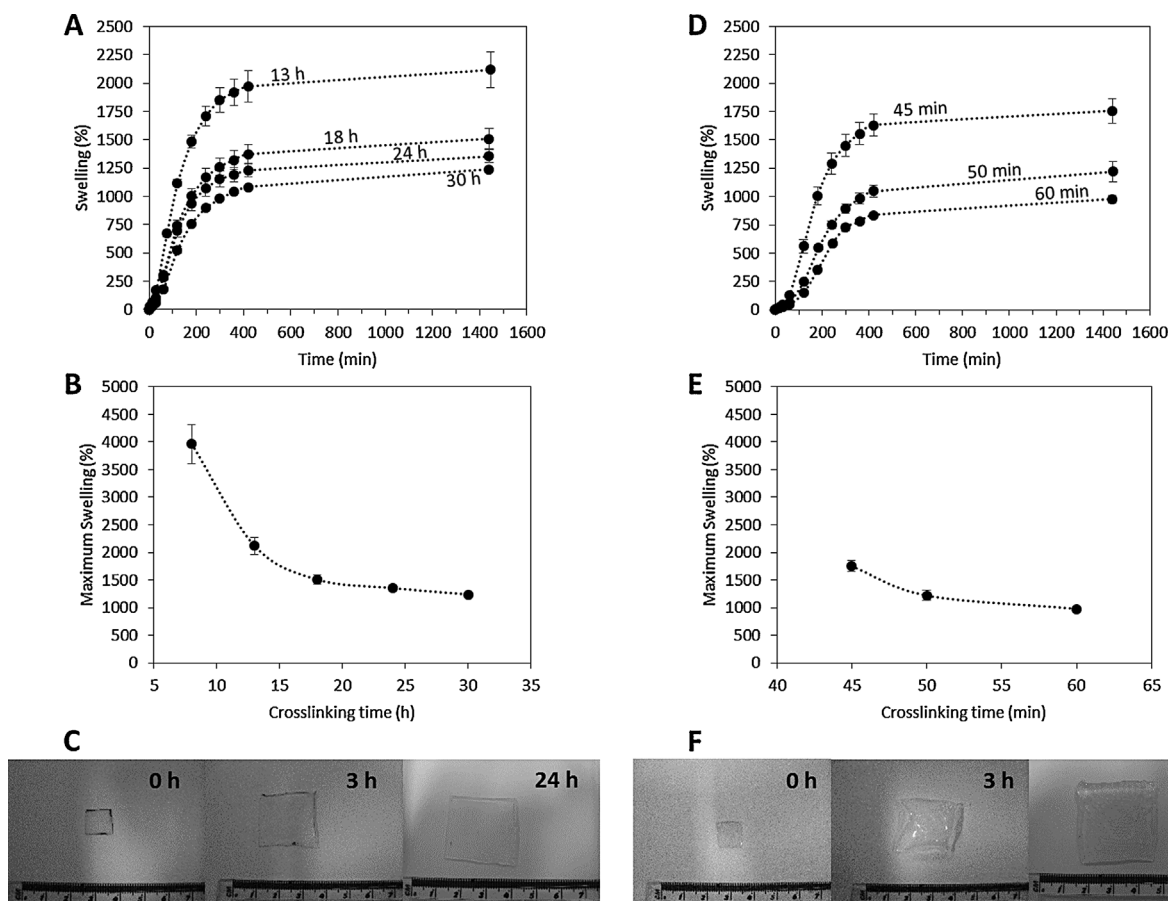 A
2500
2250
2000
1750
1500
1250
1000
750
500
250
0
Swelling (%)
13 h
18 h
24 h
30 h
0 200 400 600 800 1000 1200 1400 1600
Time (min)
D
2500
2250
2000
1750
1500
1250
1000
750
500
250
0
Swelling (%)
45 min
50 min
60 min
0 200 400 600 800 1000 1200 1400 1600
Time (min)
B
5000
4500
4000
3500
3000
2500
2000
1500
1000
500
0
Maximum Swelling (%)
5 10 15 20 25 30 35
Crosslinking time (h)
E
5000
4500
4000
3500
3000
2500
2000
1500
1000
500
0
Maximum Swelling (%)
40 45 50 55 60 65
Crosslinking time (min)
C
0 h
3 h
24 h
F
0 h
3 h